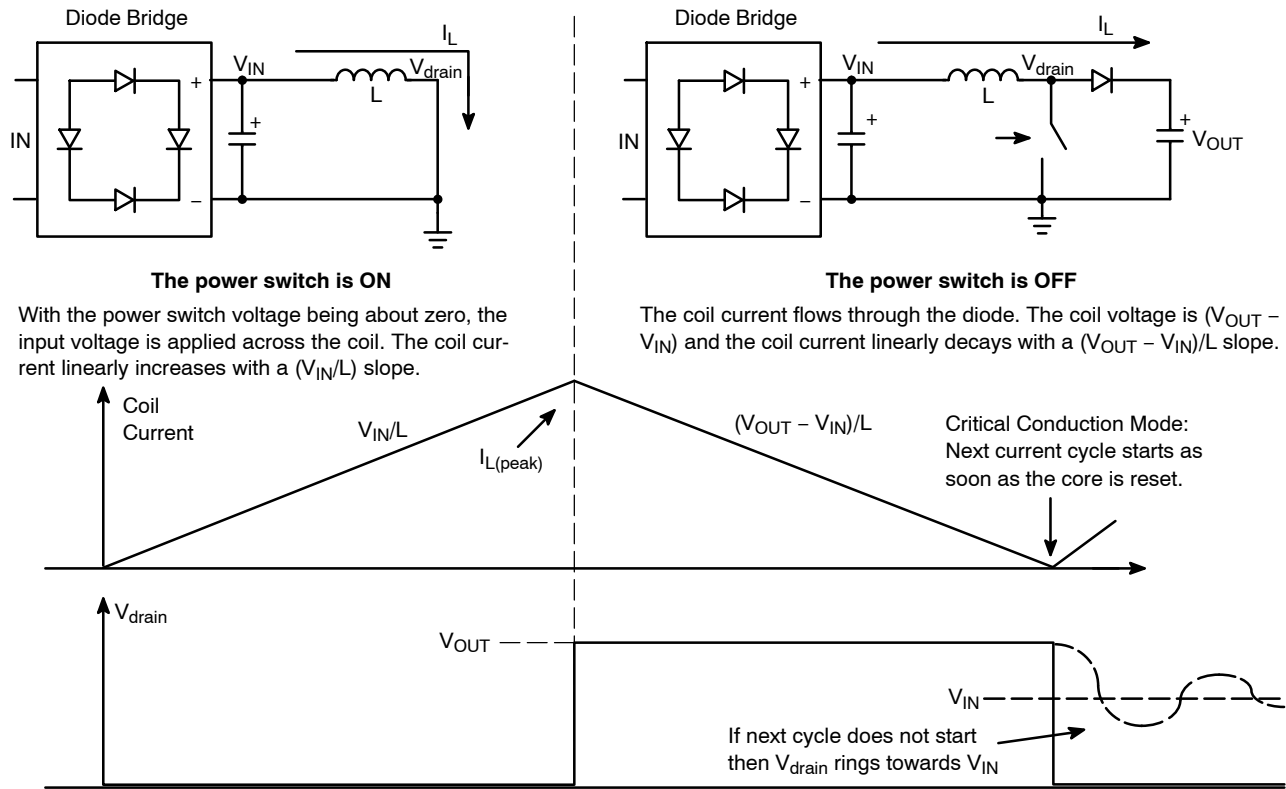 Diode Bridge
I_L
V_IN
V_drain
+
L
+
IN
−
The power switch is ON
With the power switch voltage being about zero, the
input voltage is applied across the coil. The coil cur-
rent linearly increases with a (V_IN/L) slope.
Diode Bridge
I_L
V_IN
V_drain
+
L
+
+
IN
V_OUT
−
The power switch is OFF
The coil current flows through the diode. The coil voltage is (V_OUT −
V_IN) and the coil current linearly decays with a (V_OUT − V_IN)/L slope.
Coil
Current
V_IN/L
I_L(peak)
(V_OUT − V_IN)/L
Critical Conduction Mode:
Next current cycle starts as
soon as the core is reset.
V_drain
V_OUT
V_IN
If next cycle does not start
then V_drain rings towards V_IN